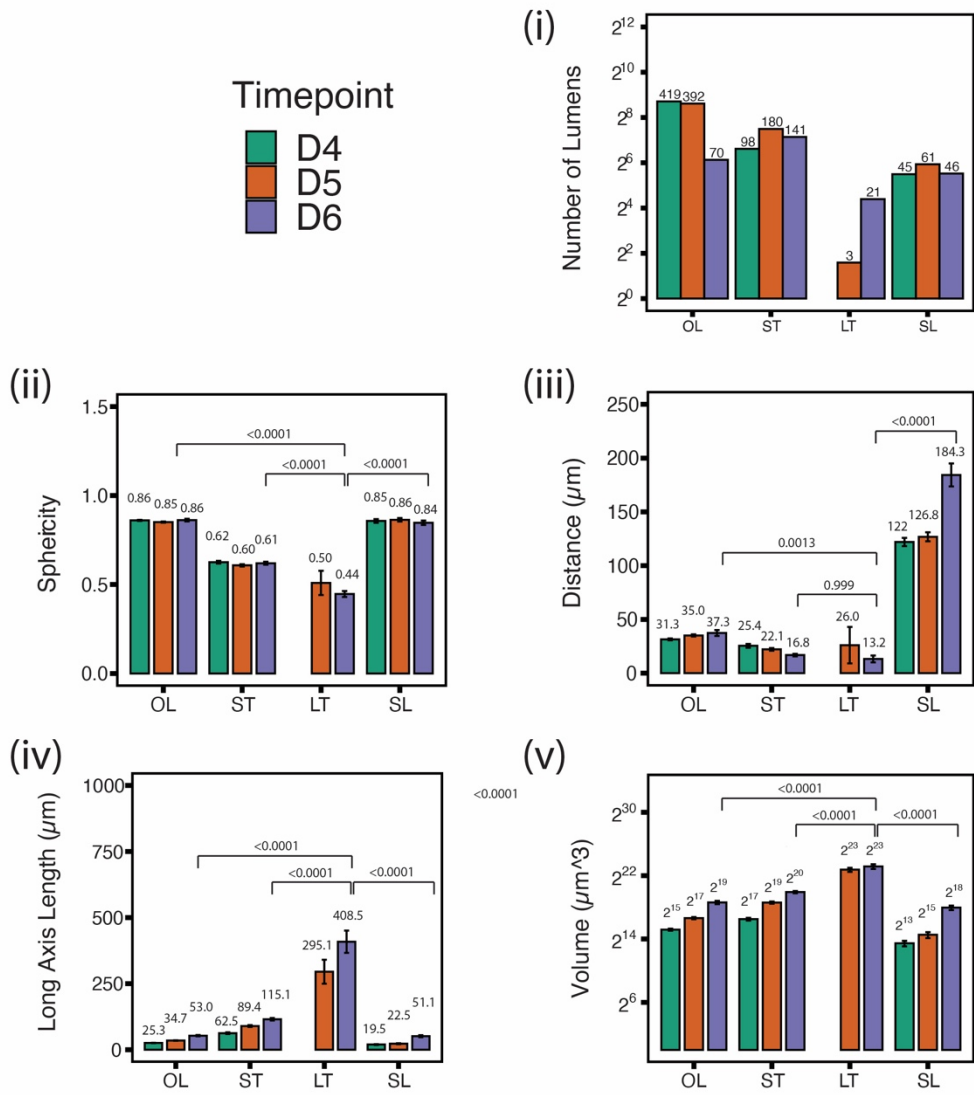 (i)
Timepoint
D4
D5
D6
Number of Lumens
2^12
2^10
2^8
2^6
2^4
2^2
2^0
419 392 70
98 180 141
3 21
45 61 46
OL ST LT SL
(ii)
Sphericity
1.5
1.0
0.5
0.0
<0.0001
<0.0001 <0.0001
0.86 0.85 0.86
0.62 0.60 0.61
0.50 0.44
0.85 0.86 0.84
OL ST LT SL
(iii)
Distance (µm)
250
200
150
100
50
0
<0.0001
0.0013
0.999
31.3 35.0 37.3
25.4 22.1 16.8
26.0 13.2
122 126.8 184.3
OL ST LT SL
(iv)
Long Axis Length (µm)
1000
750
500
250
0
<0.0001
<0.0001 <0.0001
25.3 34.7 53.0
62.5 89.4 115.1
295.1 408.5
19.5 22.5 51.1
OL ST LT SL
<0.0001
(v)
Volume (µm^3)
2^30
2^22
2^14
2^6
<0.0001
<0.0001 <0.0001
2^15 2^17 2^19
2^17 2^19 2^20
2^23 2^23
2^13 2^15 2^18
OL ST LT SL